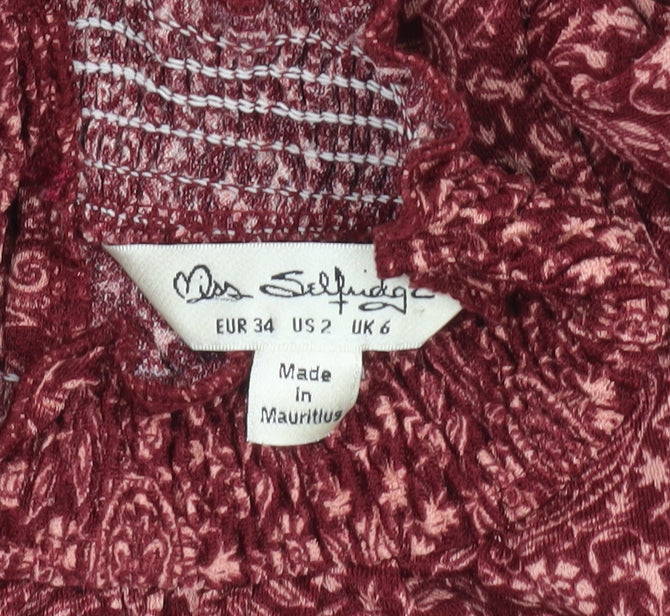 Miss Selfridge
EUR 34 US 2 UK 6
Made
in
Mauritius